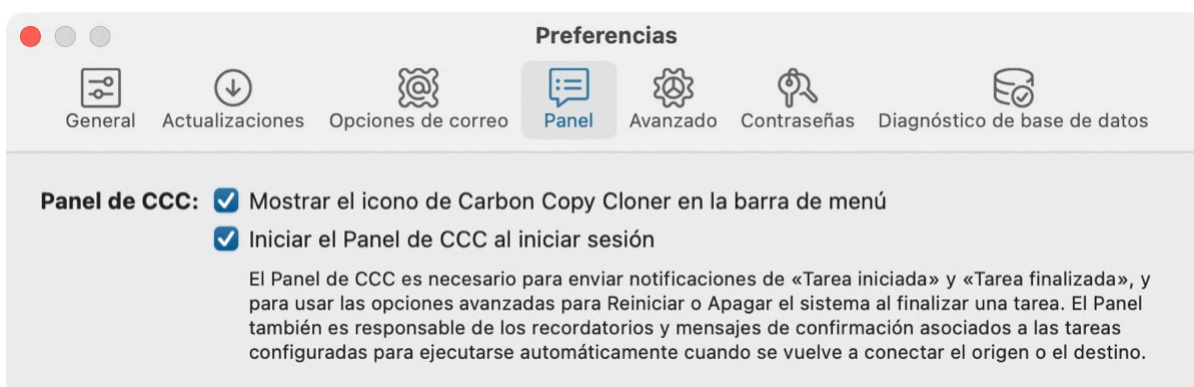 Preferencias
General
Actualizaciones
Opciones de correo
Panel
Avanzado
Contraseñas
Diagnóstico de base de datos
Panel de CCC: Mostrar el icono de Carbon Copy Cloner en la barra de menú
Iniciar el Panel de CCC al iniciar sesión
El Panel de CCC es necesario para enviar notificaciones de «Tarea iniciada» y «Tarea finalizada», y
para usar las opciones avanzadas para Reiniciar o Apagar el sistema al finalizar una tarea. El Panel
también es responsable de los recordatorios y mensajes de confirmación asociados a las tareas
configuradas para ejecutarse automáticamente cuando se vuelve a conectar el origen o el destino.